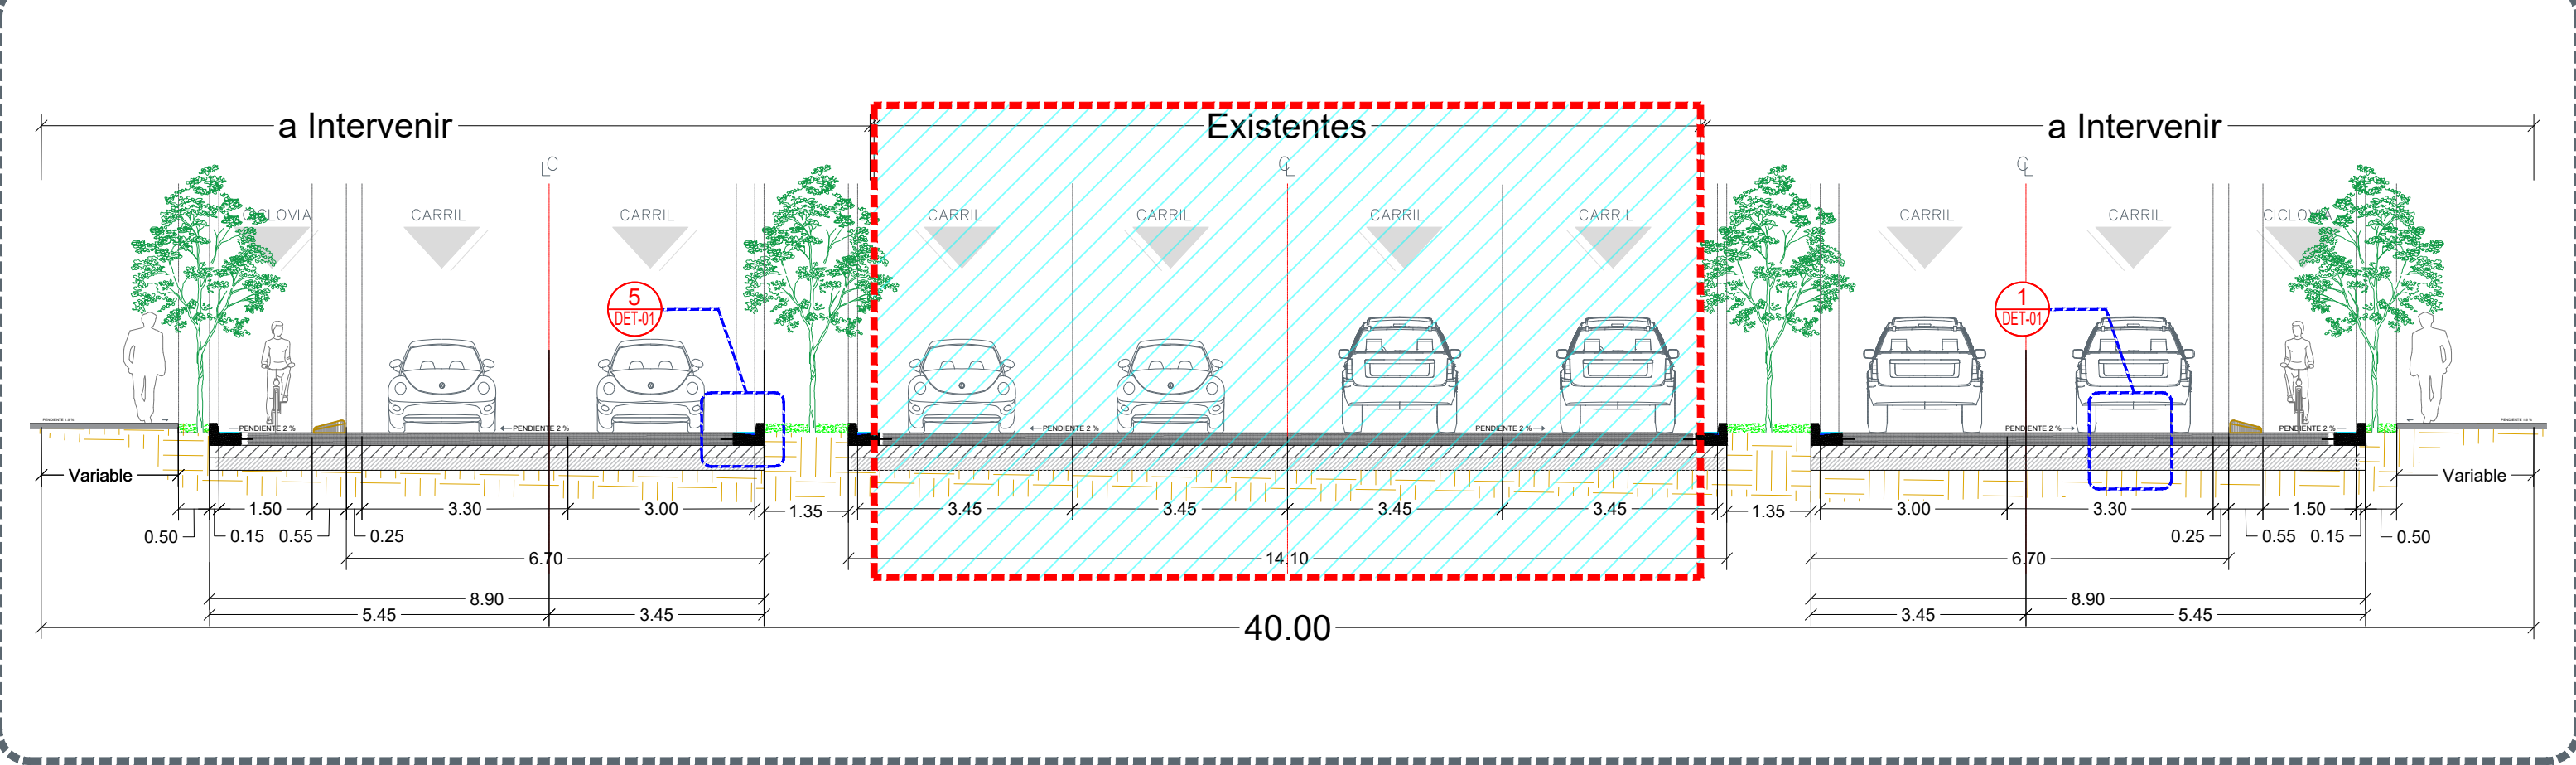 a Intervenir
Existentes
a Intervenir
CL
CL
CL
CICLOVIA
CARRIL
CARRIL
CARRIL
CARRIL
CARRIL
CARRIL
CARRIL
CARRIL
CICLOVIA
5
DET-01
1
DET-01
PENDIENTE 2 %
PENDIENTE 2 %
PENDIENTE 2 %
PENDIENTE 2 %
PENDIENTE 2 %
PENDIENTE 2 %
Variable
Variable
1.50
3.30
3.00
1.35
3.45
3.45
3.45
3.45
1.35
3.00
3.30
1.50
0.50
0.15
0.55
0.25
0.25
0.55
0.15
0.50
6.70
14.10
6.70
8.90
8.90
5.45
3.45
3.45
5.45
40.00